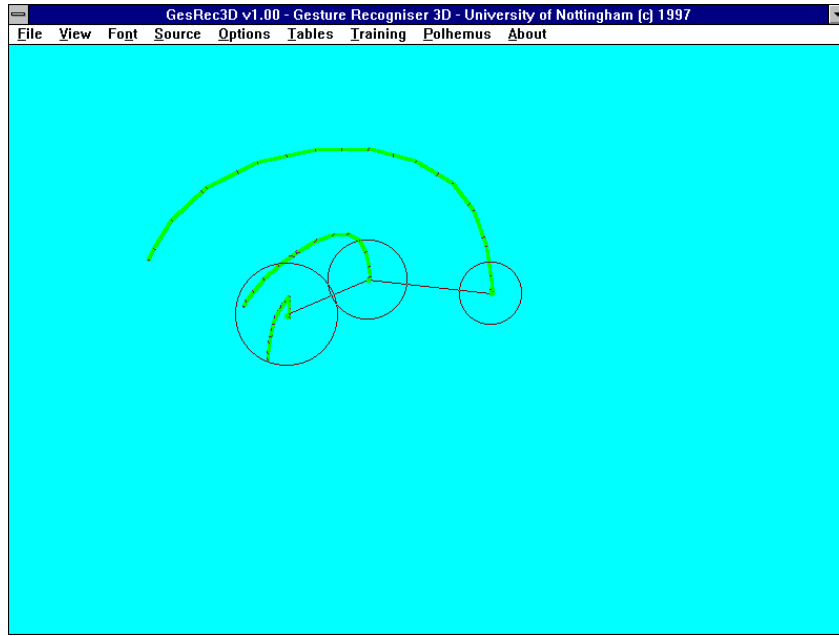 GesRec3D v1.00 - Gesture Recogniser 3D - University of Nottingham (c) 1997
File View Font Source Options Tables Training Polhemus About